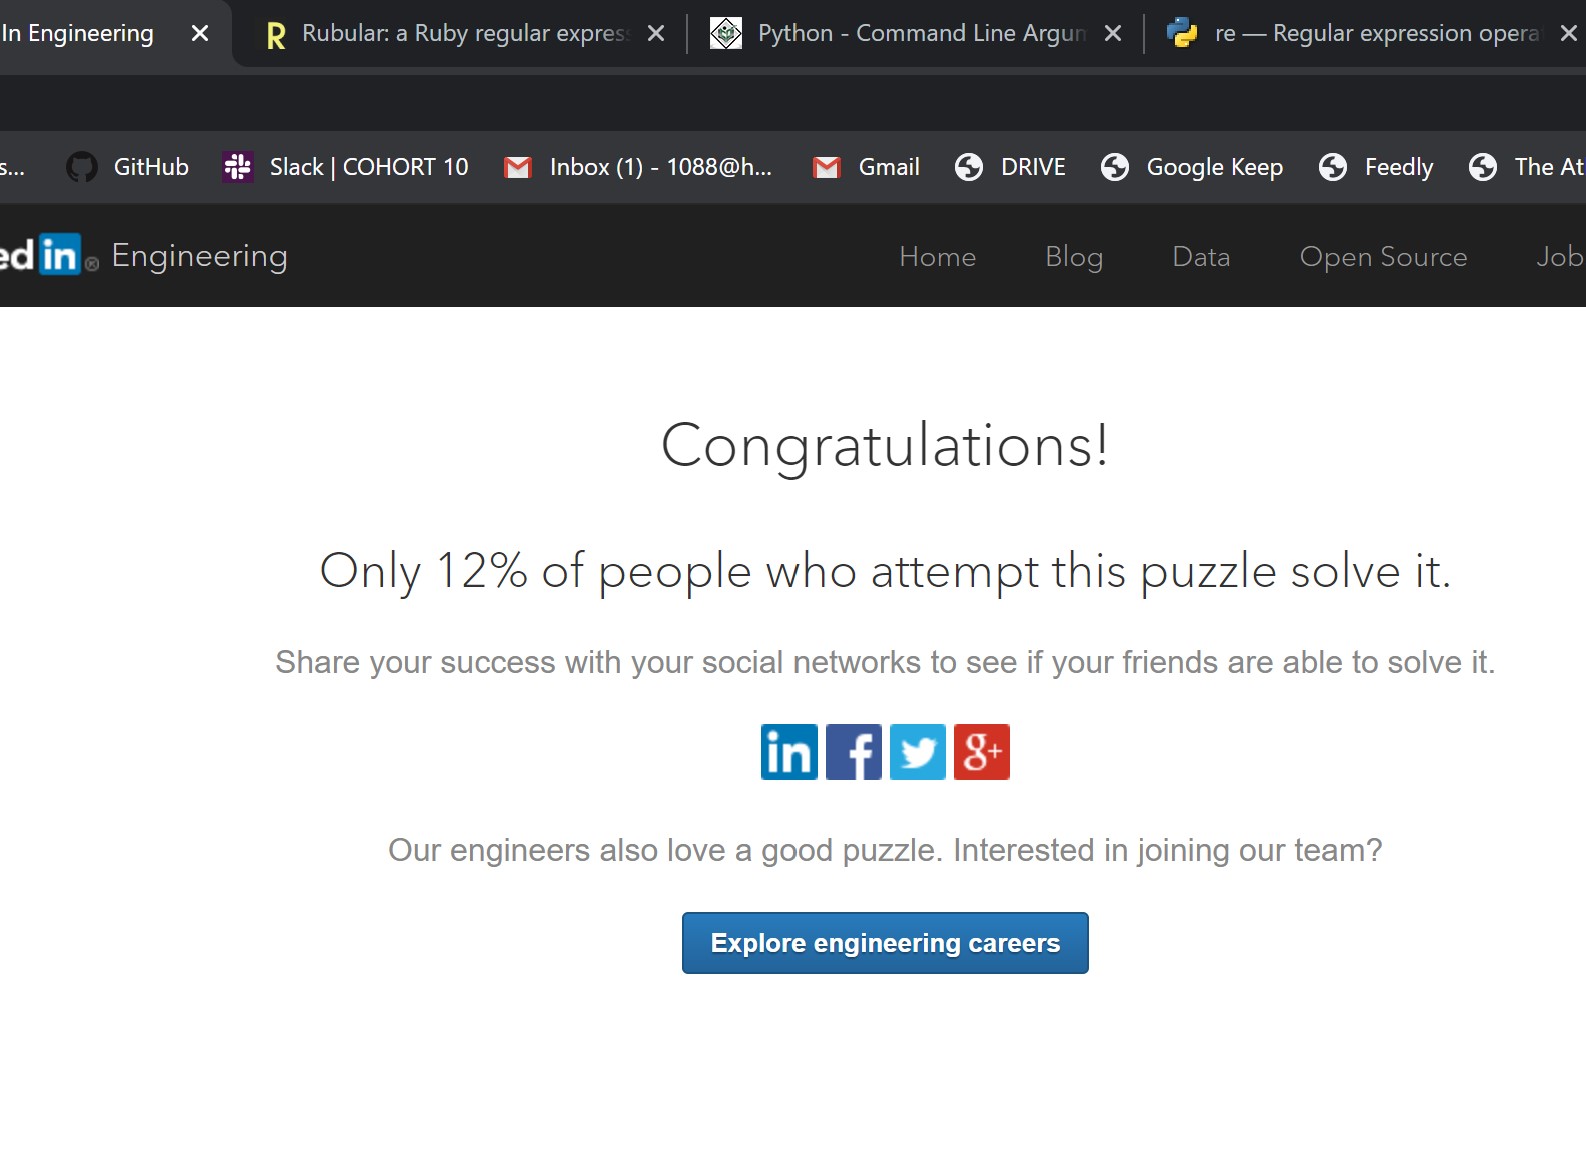 In Engineering
Rubular: a Ruby regular express
Python - Command Line Argum
re — Regular expression opera
s...
GitHub
Slack | COHORT 10
Inbox (1) - 1088@h...
Gmail
DRIVE
Google Keep
Feedly
The At
ed in Engineering
Home
Blog
Data
Open Source
Job
Congratulations!
Only 12% of people who attempt this puzzle solve it.
Share your success with your social networks to see if your friends are able to solve it.
in f g+
Our engineers also love a good puzzle. Interested in joining our team?
Explore engineering careers